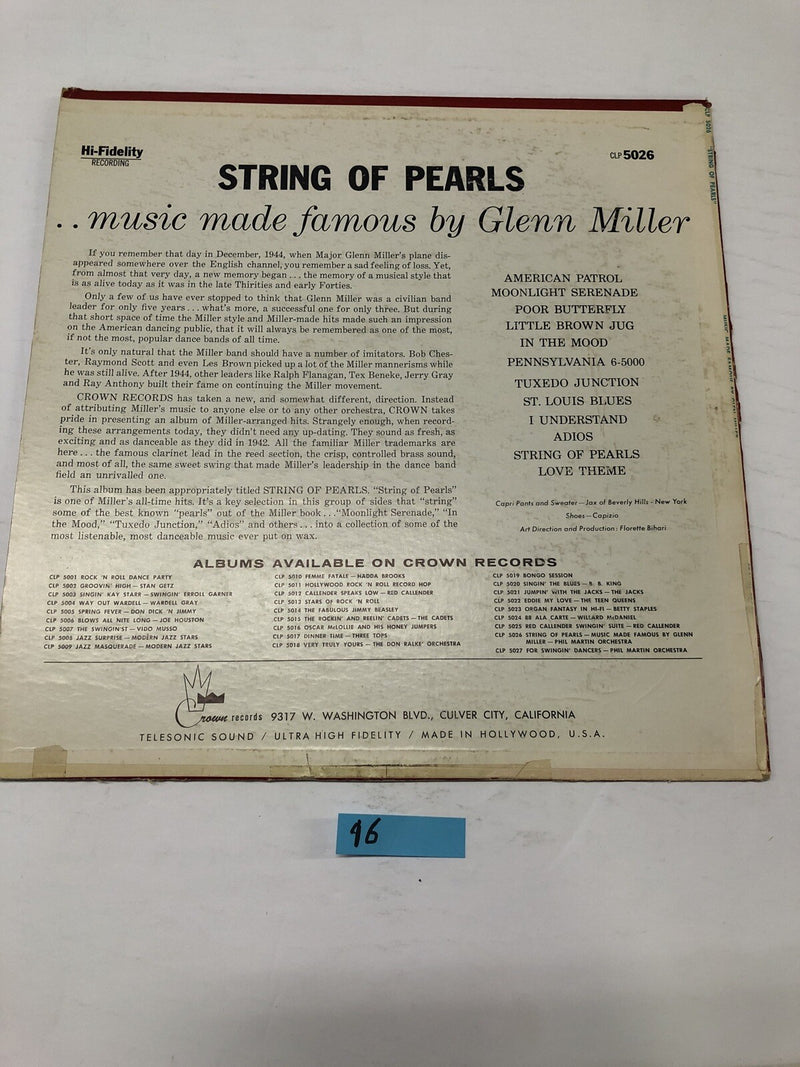 Hi-Fidelity
RECORDING
CLP 5026
STRING OF PEARLS
. . music made famous by Glenn Miller
If you remember that day in December, 1944, when Major Glenn Miller's plane dis-
appeared somewhere over the English channel, you remember a sad feeling of loss. Yet,
from almost that very day, a new memory began . . . the memory of a musical style that
is as alive today as it was in the late Thirities and early Forties.
Only a few of us have ever stopped to think that Glenn Miller was a civilian band
leader for only five years . . . what's more, a successful one for only three. But during
that short space of time the Miller style and Miller-made hits made such an impression
on the American dancing public, that it will always be remembered as one of the most,
if not the most, popular dance bands of all time.
It's only natural that the Miller band should have a number of imitators. Bob Ches-
ter, Raymond Scott and even Les Brown picked up a lot of the Miller mannerisms while
he was still alive. After 1944, other leaders like Ralph Flanagan, Tex Beneke, Jerry Gray
and Ray Anthony built their fame on continuing the Miller movement.
CROWN RECORDS has taken a new, and somewhat different, direction. Instead
of attributing Miller's music to anyone else or to any other orchestra, CROWN takes
pride in presenting an album of Miller-arranged hits. Strangely enough, when record-
ing these arrangements today, they didn't need any up-dating. They sound as fresh, as
exciting and as danceable as they did in 1942. All the familiar Miller trademarks are
here . . . the famous clarinet lead in the reed section, the crisp, controlled brass sound,
and most of all, the same sweet swing that made Miller's leadership in the dance band
field an unrivalled one.
This album has been appropriately titled STRING OF PEARLS. "String of Pearls"
is one of Miller's all-time hits. It's a key selection in this group of sides that "string"
some of the best known "pearls" out of the Miller book . . . "Moonlight Serenade," "In
the Mood," "Tuxedo Junction," "Adios" and others . . . into a collection of some of the
most listenable, most danceable music ever put on wax.
AMERICAN PATROL
MOONLIGHT SERENADE
POOR BUTTERFLY
LITTLE BROWN JUG
IN THE MOOD
PENNSYLVANIA 6-5000
TUXEDO JUNCTION
ST. LOUIS BLUES
I UNDERSTAND
ADIOS
STRING OF PEARLS
LOVE THEME
Capri Pants and Sweater — Jax of Beverly Hills - New York
Shoes — Capizio
Art Direction and Production: Florette Bihari
ALBUMS AVAILABLE ON CROWN RECORDS
CLP 5001 ROCK 'N ROLL DANCE PARTY
CLP 5002 GROOVIN' HIGH — STAN GETZ
CLP 5003 SINGIN' KAY STARR — SWINGIN' ERROLL GARNER
CLP 5004 WAY OUT WARDELL — WARDELL GRAY
CLP 5005 SPRING FEVER — DON DICK 'N JIMMY
CLP 5006 BLOWS ALL NITE LONG — JOE HOUSTON
CLP 5007 THE SWINGIN'ST — VIDO MUSSO
CLP 5008 JAZZ SURPRISE — MODERN JAZZ STARS
CLP 5009 JAZZ MASQUERADE — MODERN JAZZ STARS
CLP 5010 FEMME FATALE — HADDA BROOKS
CLP 5011 HOLLYWOOD ROCK 'N ROLL RECORD HOP
CLP 5012 CALLENDER SPEAKS LOW — RED CALLENDER
CLP 5013 STARS OF ROCK 'N ROLL
CLP 5014 THE FABULOUS JIMMY BEASLEY
CLP 5015 THE ROCKIN' AND REELIN' CADETS — THE CADETS
CLP 5016 OSCAR McLOLLIE AND HIS HONEY JUMPERS
CLP 5017 DINNER TIME — THREE TOPS
CLP 5018 VERY TRULY YOURS — THE DON RALKE' ORCHESTRA
CLP 5019 BONGO SESSION
CLP 5020 SINGIN' THE BLUES — B. B. KING
CLP 5021 JUMPIN' WITH THE JACKS — THE JACKS
CLP 5022 EDDIE MY LOVE — THE TEEN QUEENS
CLP 5023 ORGAN FANTASY IN HI-FI — BETTY STAPLES
CLP 5024 88 ALA CARTE — WILLARD McDANIEL
CLP 5025 RED CALLENDER SWINGIN' SUITE — RED CALLENDER
CLP 5026 STRING OF PEARLS — MUSIC MADE FAMOUS BY GLENN
MILLER — PHIL MARTIN ORCHESTRA
CLP 5027 FOR SWINGIN' DANCERS — PHIL MARTIN ORCHESTRA
Crown records 9317 W. WASHINGTON BLVD., CULVER CITY, CALIFORNIA
TELESONIC SOUND / ULTRA HIGH FIDELITY / MADE IN HOLLYWOOD, U.S.A.
CLP 5026 "STRING OF PEARLS"
96